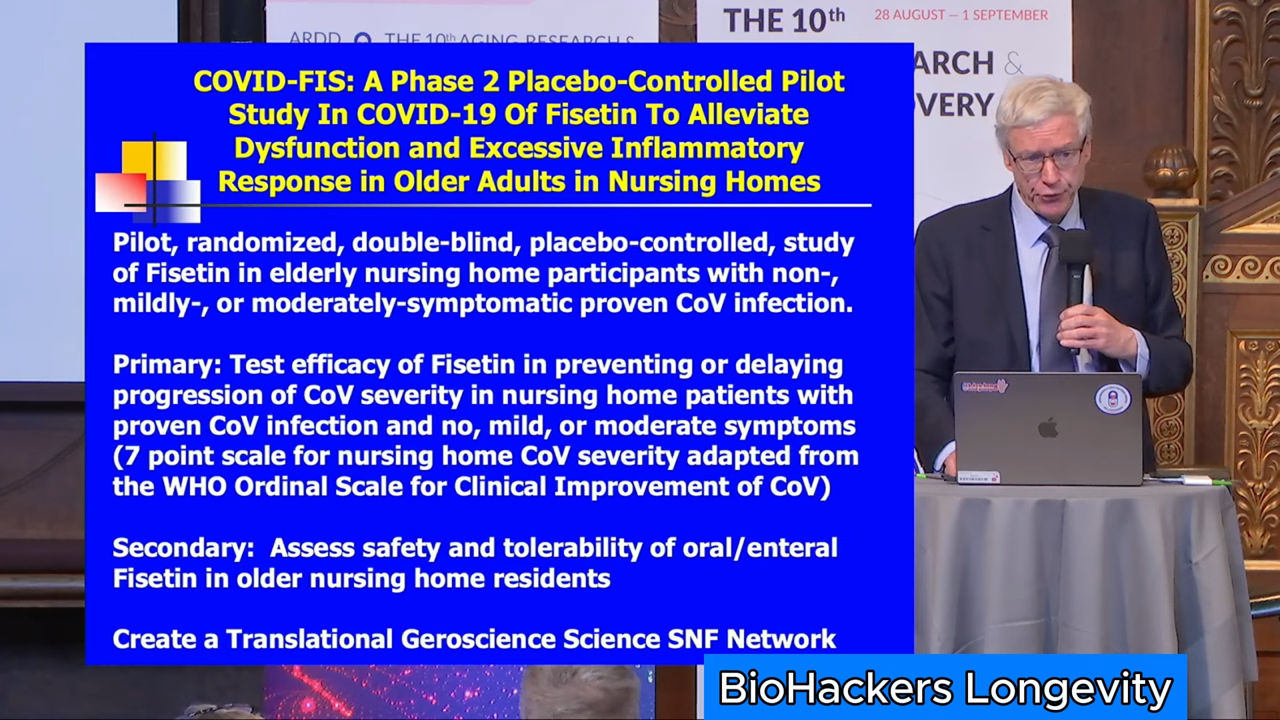 THE 10th
28 AUGUST — 1 SEPTEMBER
ARDD THE 10th AGING RESEARCH &
ARCH &
OVERY
COVID-FIS: A Phase 2 Placebo-Controlled Pilot
Study In COVID-19 Of Fisetin To Alleviate
Dysfunction and Excessive Inflammatory
Response in Older Adults in Nursing Homes
Pilot, randomized, double-blind, placebo-controlled, study
of Fisetin in elderly nursing home participants with non-,
mildly-, or moderately-symptomatic proven CoV infection.
Primary: Test efficacy of Fisetin in preventing or delaying
progression of CoV severity in nursing home patients with
proven CoV infection and no, mild, or moderate symptoms
(7 point scale for nursing home CoV severity adapted from
the WHO Ordinal Scale for Clinical Improvement of CoV)
Secondary:  Assess safety and tolerability of oral/enteral
Fisetin in older nursing home residents
Create a Translational Geroscience Science SNF Network
BioHackers Longevity